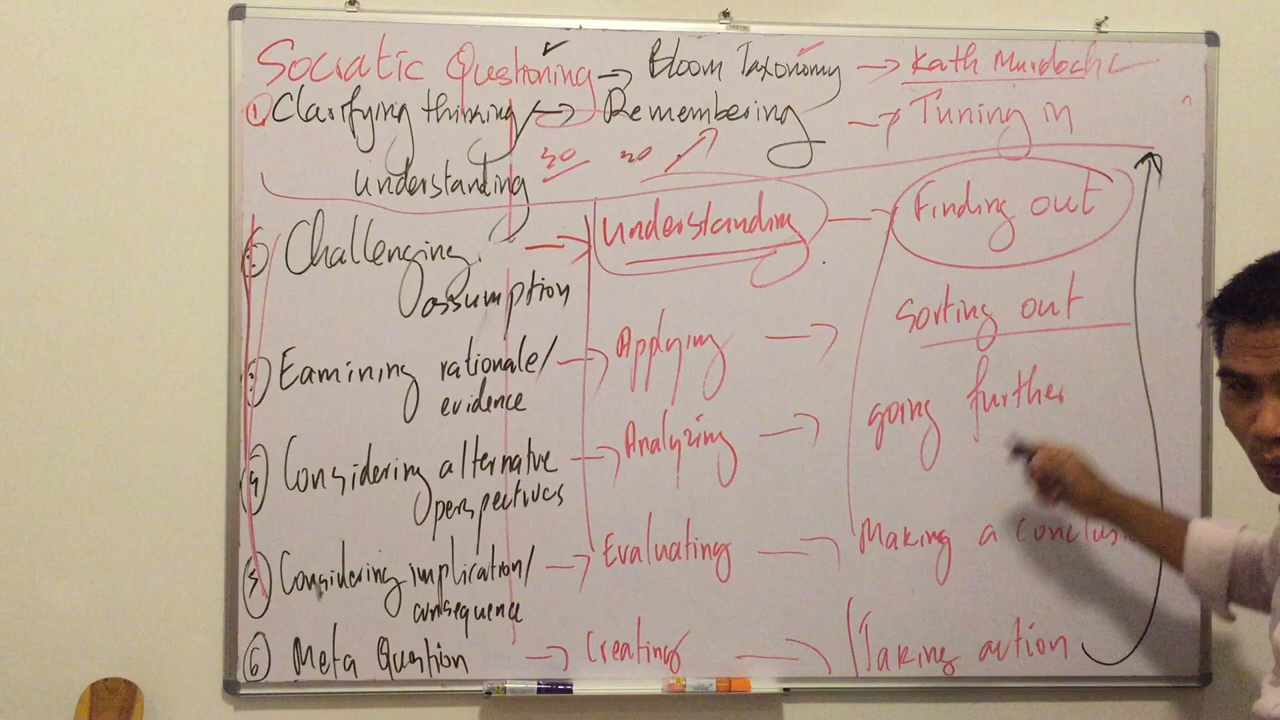 Socratic Questioning → Bloom Taxonomy → Kath Murdoch
① Clarifying thinking/ → Remembering → Tuning in
understanding
Challenging → Understanding → Finding out
assumption
Sorting out
③ Eamining rationale/ → Applying →
evidence
going further
④ Considering alternative → Analyzing →
perspectives
⑤ Considering implication/ → Evaluating → Making a conclus
consequence
⑥ Meta Question → Creating → Taking action